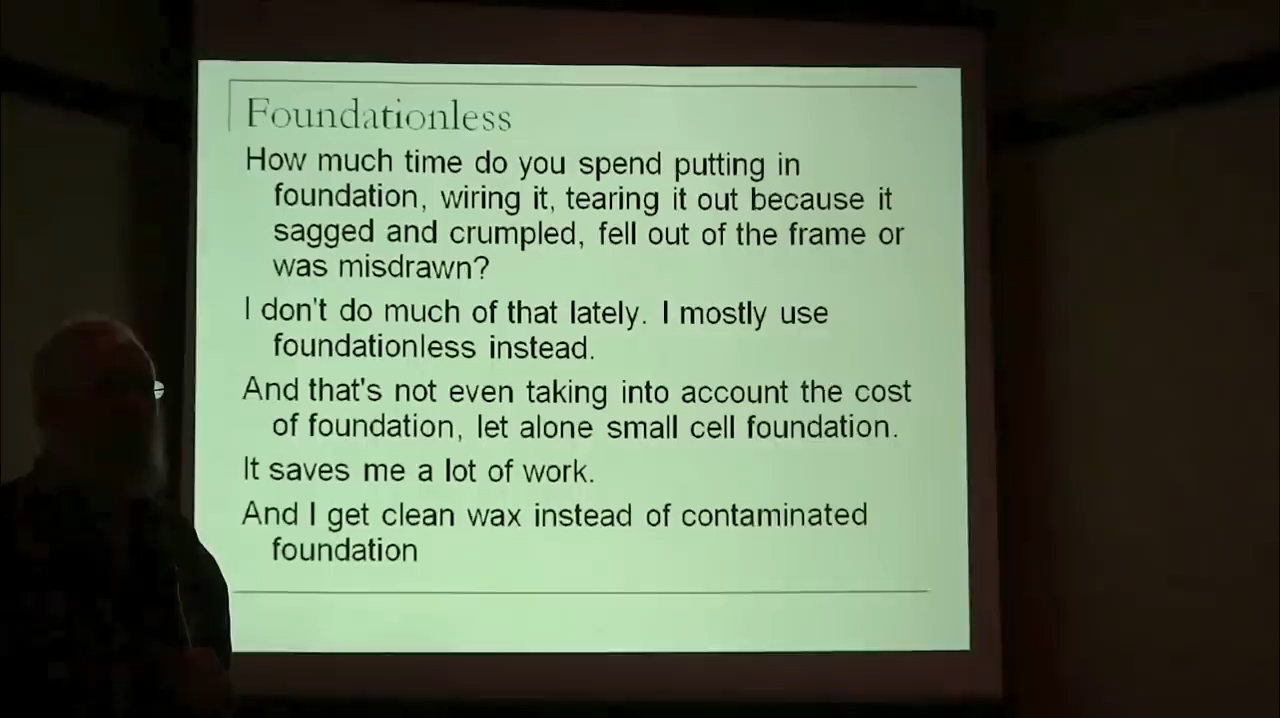 Foundationless
How much time do you spend putting in
foundation, wiring it, tearing it out because it
sagged and crumpled, fell out of the frame or
was misdrawn?
I don't do much of that lately. I mostly use
foundationless instead.
And that's not even taking into account the cost
of foundation, let alone small cell foundation.
It saves me a lot of work.
And I get clean wax instead of contaminated
foundation